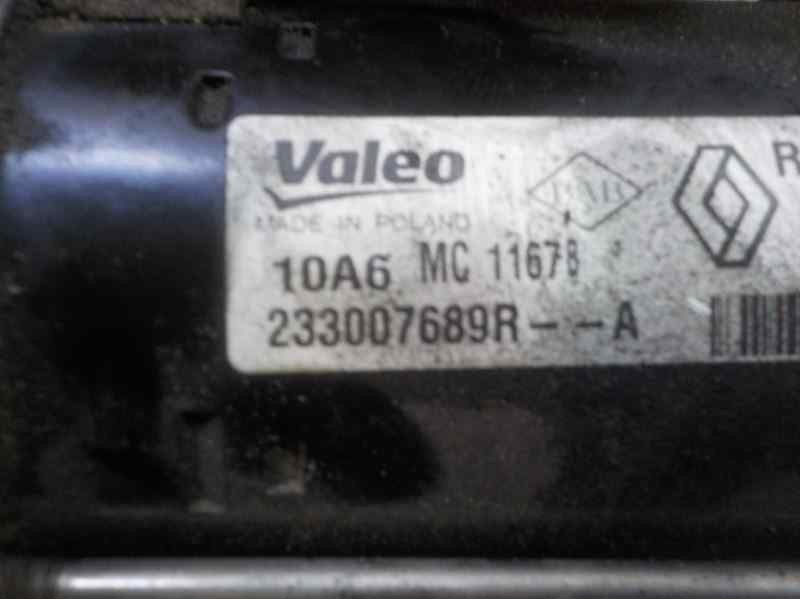 Valeo
R
MADE IN POLAND
10A6 MC 11678
233007689R--A